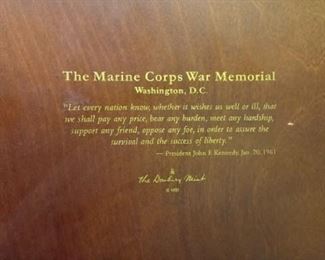 The Marine Corps War Memorial
Washington, D.C.
"Let every nation know, whether it wishes us well or ill, that
we shall pay any price, bear any burden, meet any hardship,
support any friend, oppose any foe, in order to assure the
survival and the success of liberty."
— President John F. Kennedy, Jan. 20, 1961
The Danbury Mint